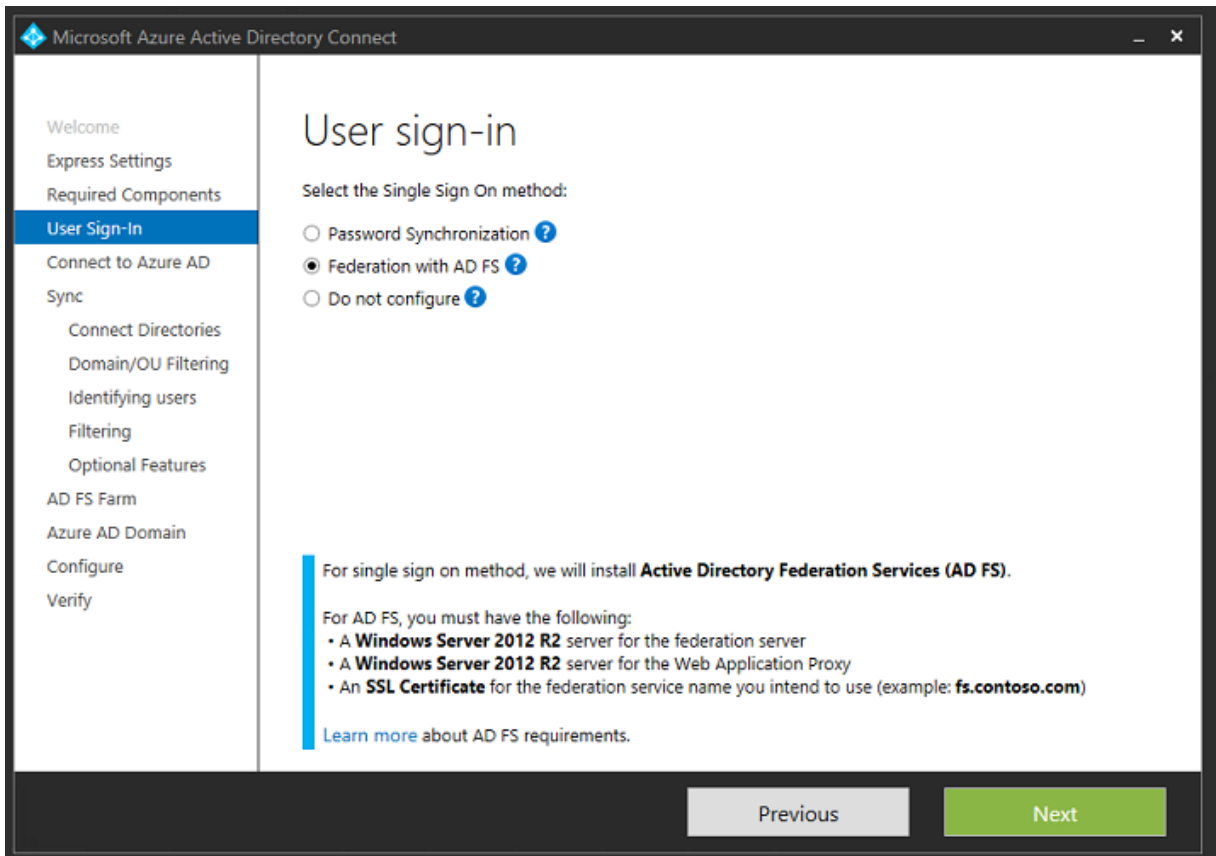 Microsoft Azure Active Directory Connect
Welcome
Express Settings
Required Components
User Sign-In
Connect to Azure AD
Sync
Connect Directories
Domain/OU Filtering
Identifying users
Filtering
Optional Features
AD FS Farm
Azure AD Domain
Configure
Verify
User sign-in
Select the Single Sign On method:
Password Synchronization ?
Federation with AD FS ?
Do not configure ?
For single sign on method, we will install Active Directory Federation Services (AD FS).
For AD FS, you must have the following:
• A Windows Server 2012 R2 server for the federation server
• A Windows Server 2012 R2 server for the Web Application Proxy
• An SSL Certificate for the federation service name you intend to use (example: fs.contoso.com)
Learn more about AD FS requirements.
Previous
Next